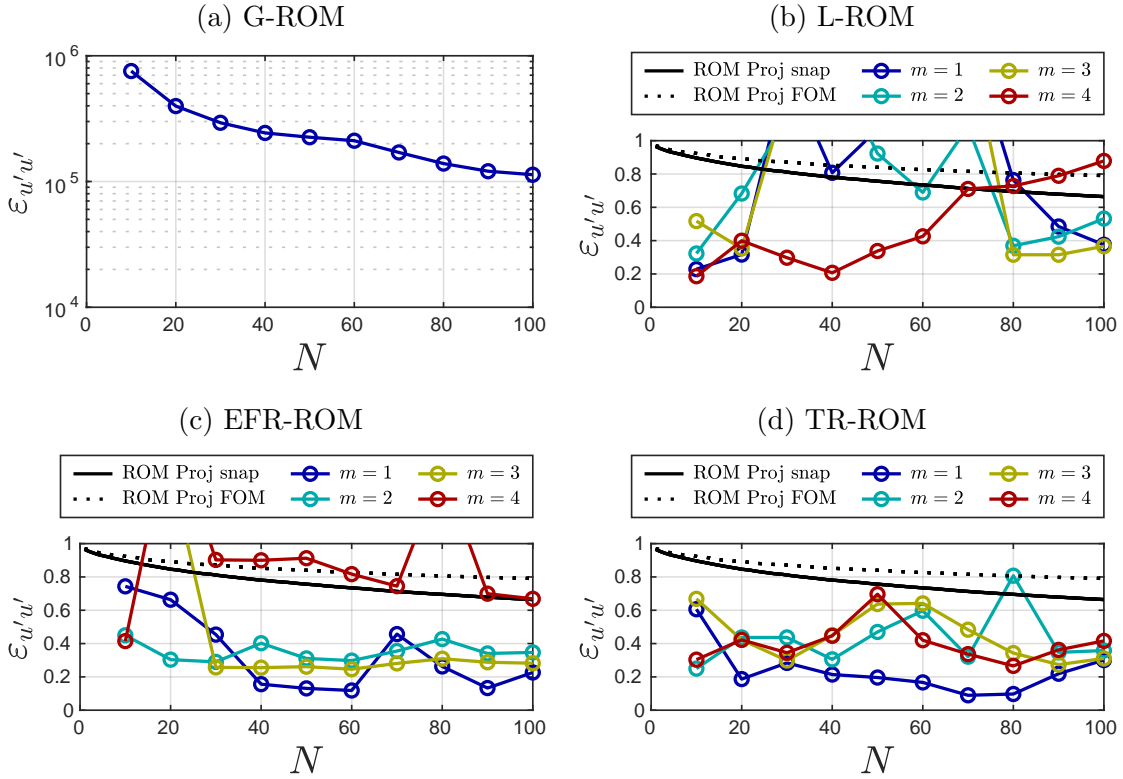 (a) G-ROM
10^6
10^5
10^4
ε_{u'u'}
0 20 40 60 80 100
N
(b) L-ROM
ROM Proj snap
ROM Proj FOM
m = 1
m = 2
m = 3
m = 4
1
0.8
0.6
0.4
0.2
0
ε_{u'u'}
0 20 40 60 80 100
N
(c) EFR-ROM
ROM Proj snap
ROM Proj FOM
m = 1
m = 2
m = 3
m = 4
1
0.8
0.6
0.4
0.2
0
ε_{u'u'}
0 20 40 60 80 100
N
(d) TR-ROM
ROM Proj snap
ROM Proj FOM
m = 1
m = 2
m = 3
m = 4
1
0.8
0.6
0.4
0.2
0
ε_{u'u'}
0 20 40 60 80 100
N